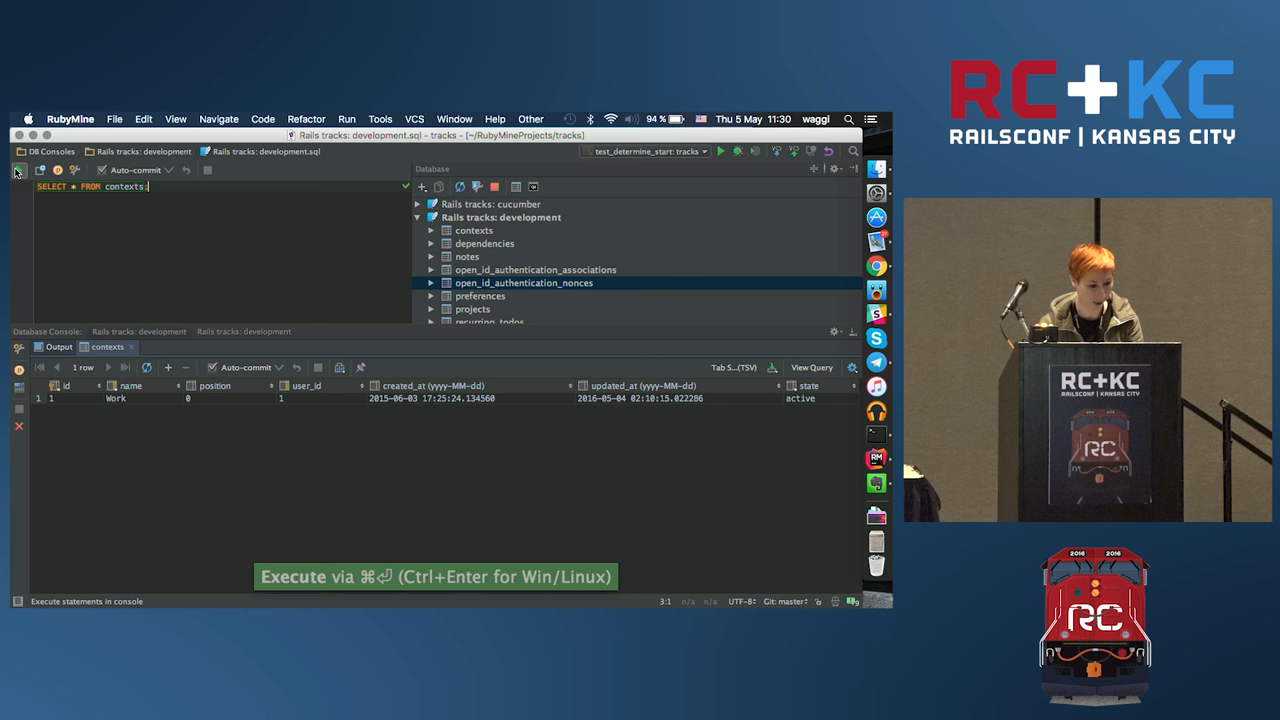 RC+KC
RAILSCONF | KANSAS CITY
RubyMine File Edit View Navigate Code Refactor Run Tools VCS Window Help Other 94 % Thu 5 May 11:30 waggi
Rails tracks: development.sql - tracks - [~/RubyMineProjects/tracks]
DB Consoles Rails tracks: development Rails tracks: development.sql test_determine_start: tracks
Auto-commit
Database
SELECT * FROM contexts;
Rails tracks: cucumber
Rails tracks: development
contexts
dependencies
notes
open_id_authentication_associations
open_id_authentication_nonces
preferences
projects
recurring_todos
Database Console: Rails tracks: development Rails tracks: development
Output contexts
1 row Auto-commit Tab S...(TSV) View Query
id name position user_id created_at (yyyy-MM-dd) updated_at (yyyy-MM-dd) state
1 1 Work 0 1 2015-06-03 17:25:24.134560 2016-05-04 02:10:15.022286 active
Execute via ⌘⏎ (Ctrl+Enter for Win/Linux)
Execute statements in console 3:1 n/a n/a UTF-8 Git: master
RC+KC
RAILSCONF | KANSAS CITY
RC
2016 2016
RC